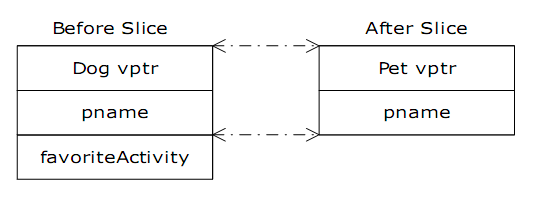 Before Slice
After Slice
Dog vptr
Pet vptr
pname
pname
favoriteActivity